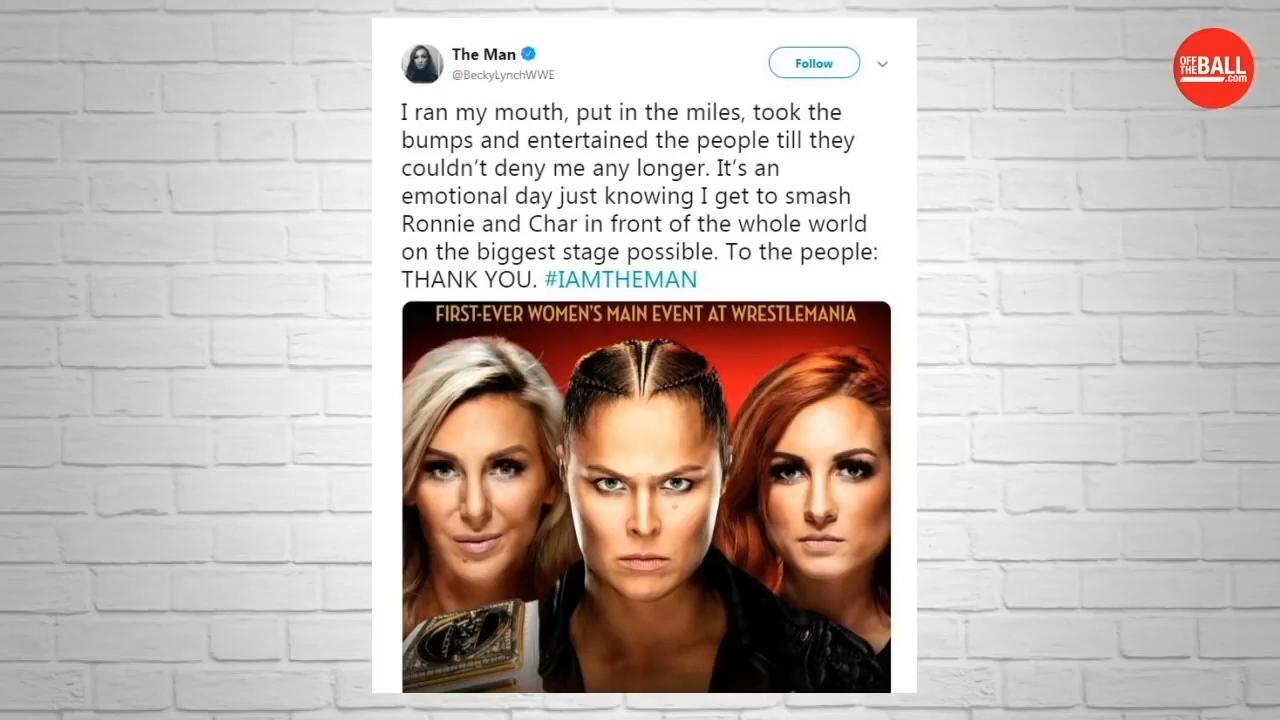 The Man
@BeckyLynchWWE
Follow
I ran my mouth, put in the miles, took the
bumps and entertained the people till they
couldn’t deny me any longer. It’s an
emotional day just knowing I get to smash
Ronnie and Char in front of the whole world
on the biggest stage possible. To the people:
THANK YOU. #IAMTHEMAN
FIRST-EVER WOMEN'S MAIN EVENT AT WRESTLEMANIA
OFF
THE BALL
.com